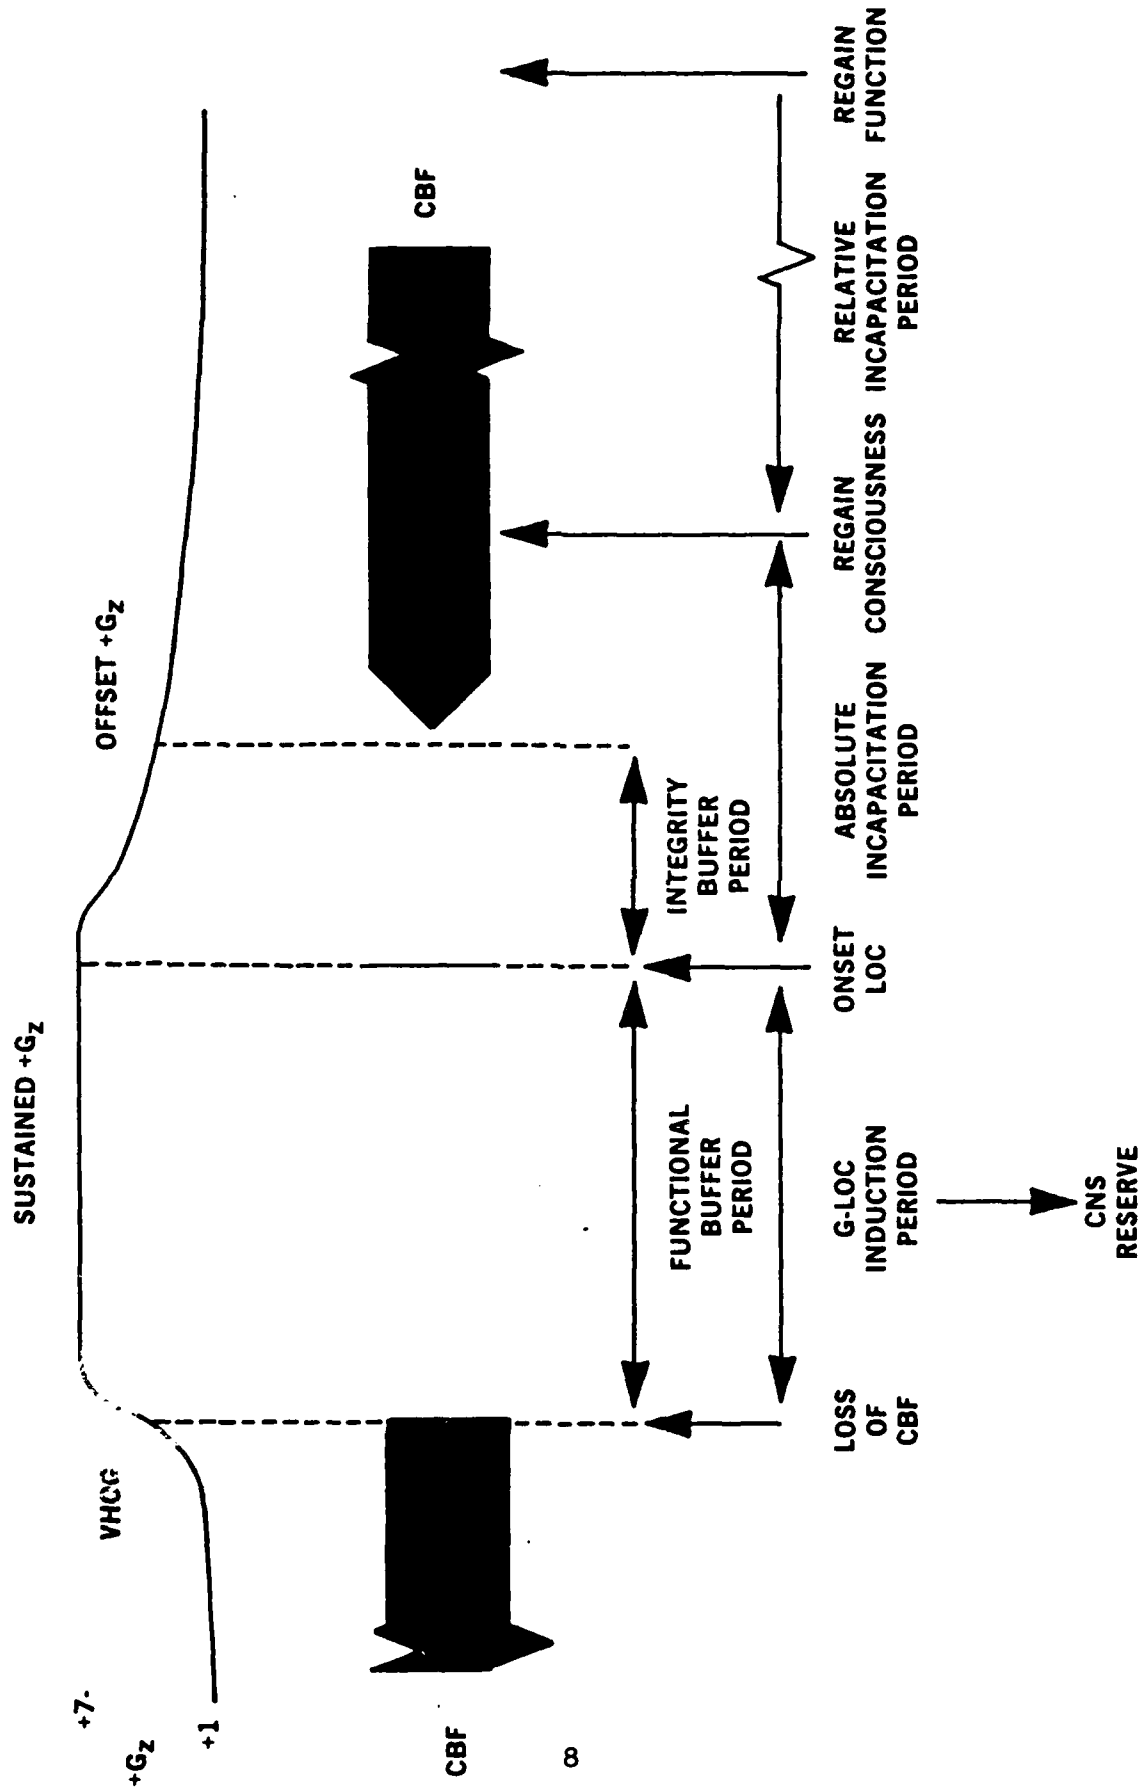 SUSTAINED +Gz
VHOG
OFFSET +Gz
+7-
+Gz
+1
CBF
CBF
8
FUNCTIONAL
BUFFER
PERIOD
INTEGRITY
BUFFER
PERIOD
LOSS
OF
CBF
G-LOC
INDUCTION
PERIOD
ONSET
LOC
ABSOLUTE
INCAPACITATION
PERIOD
REGAIN
CONSCIOUSNESS
RELATIVE
INCAPACITATION
PERIOD
REGAIN
FUNCTION
CNS
RESERVE